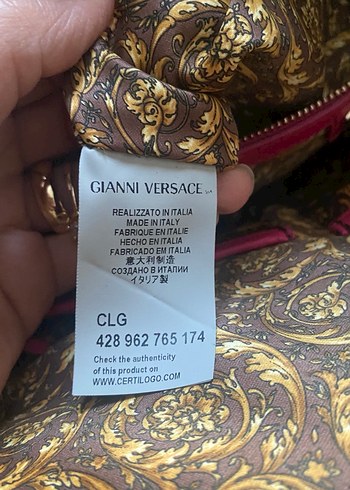 GIANNI VERSACE
REALIZZATO IN ITALIA
MADE IN ITALY
FABRIQUE EN ITALIE
HECHO EN ITALIA
FABRICADO EM ITALIA
意大利制造
СОЗДАНО В ИТАЛИИ
イタリア製
CLG
428 962 765 174
Check the authenticity
of this product on
WWW.CERTILOGO.COM